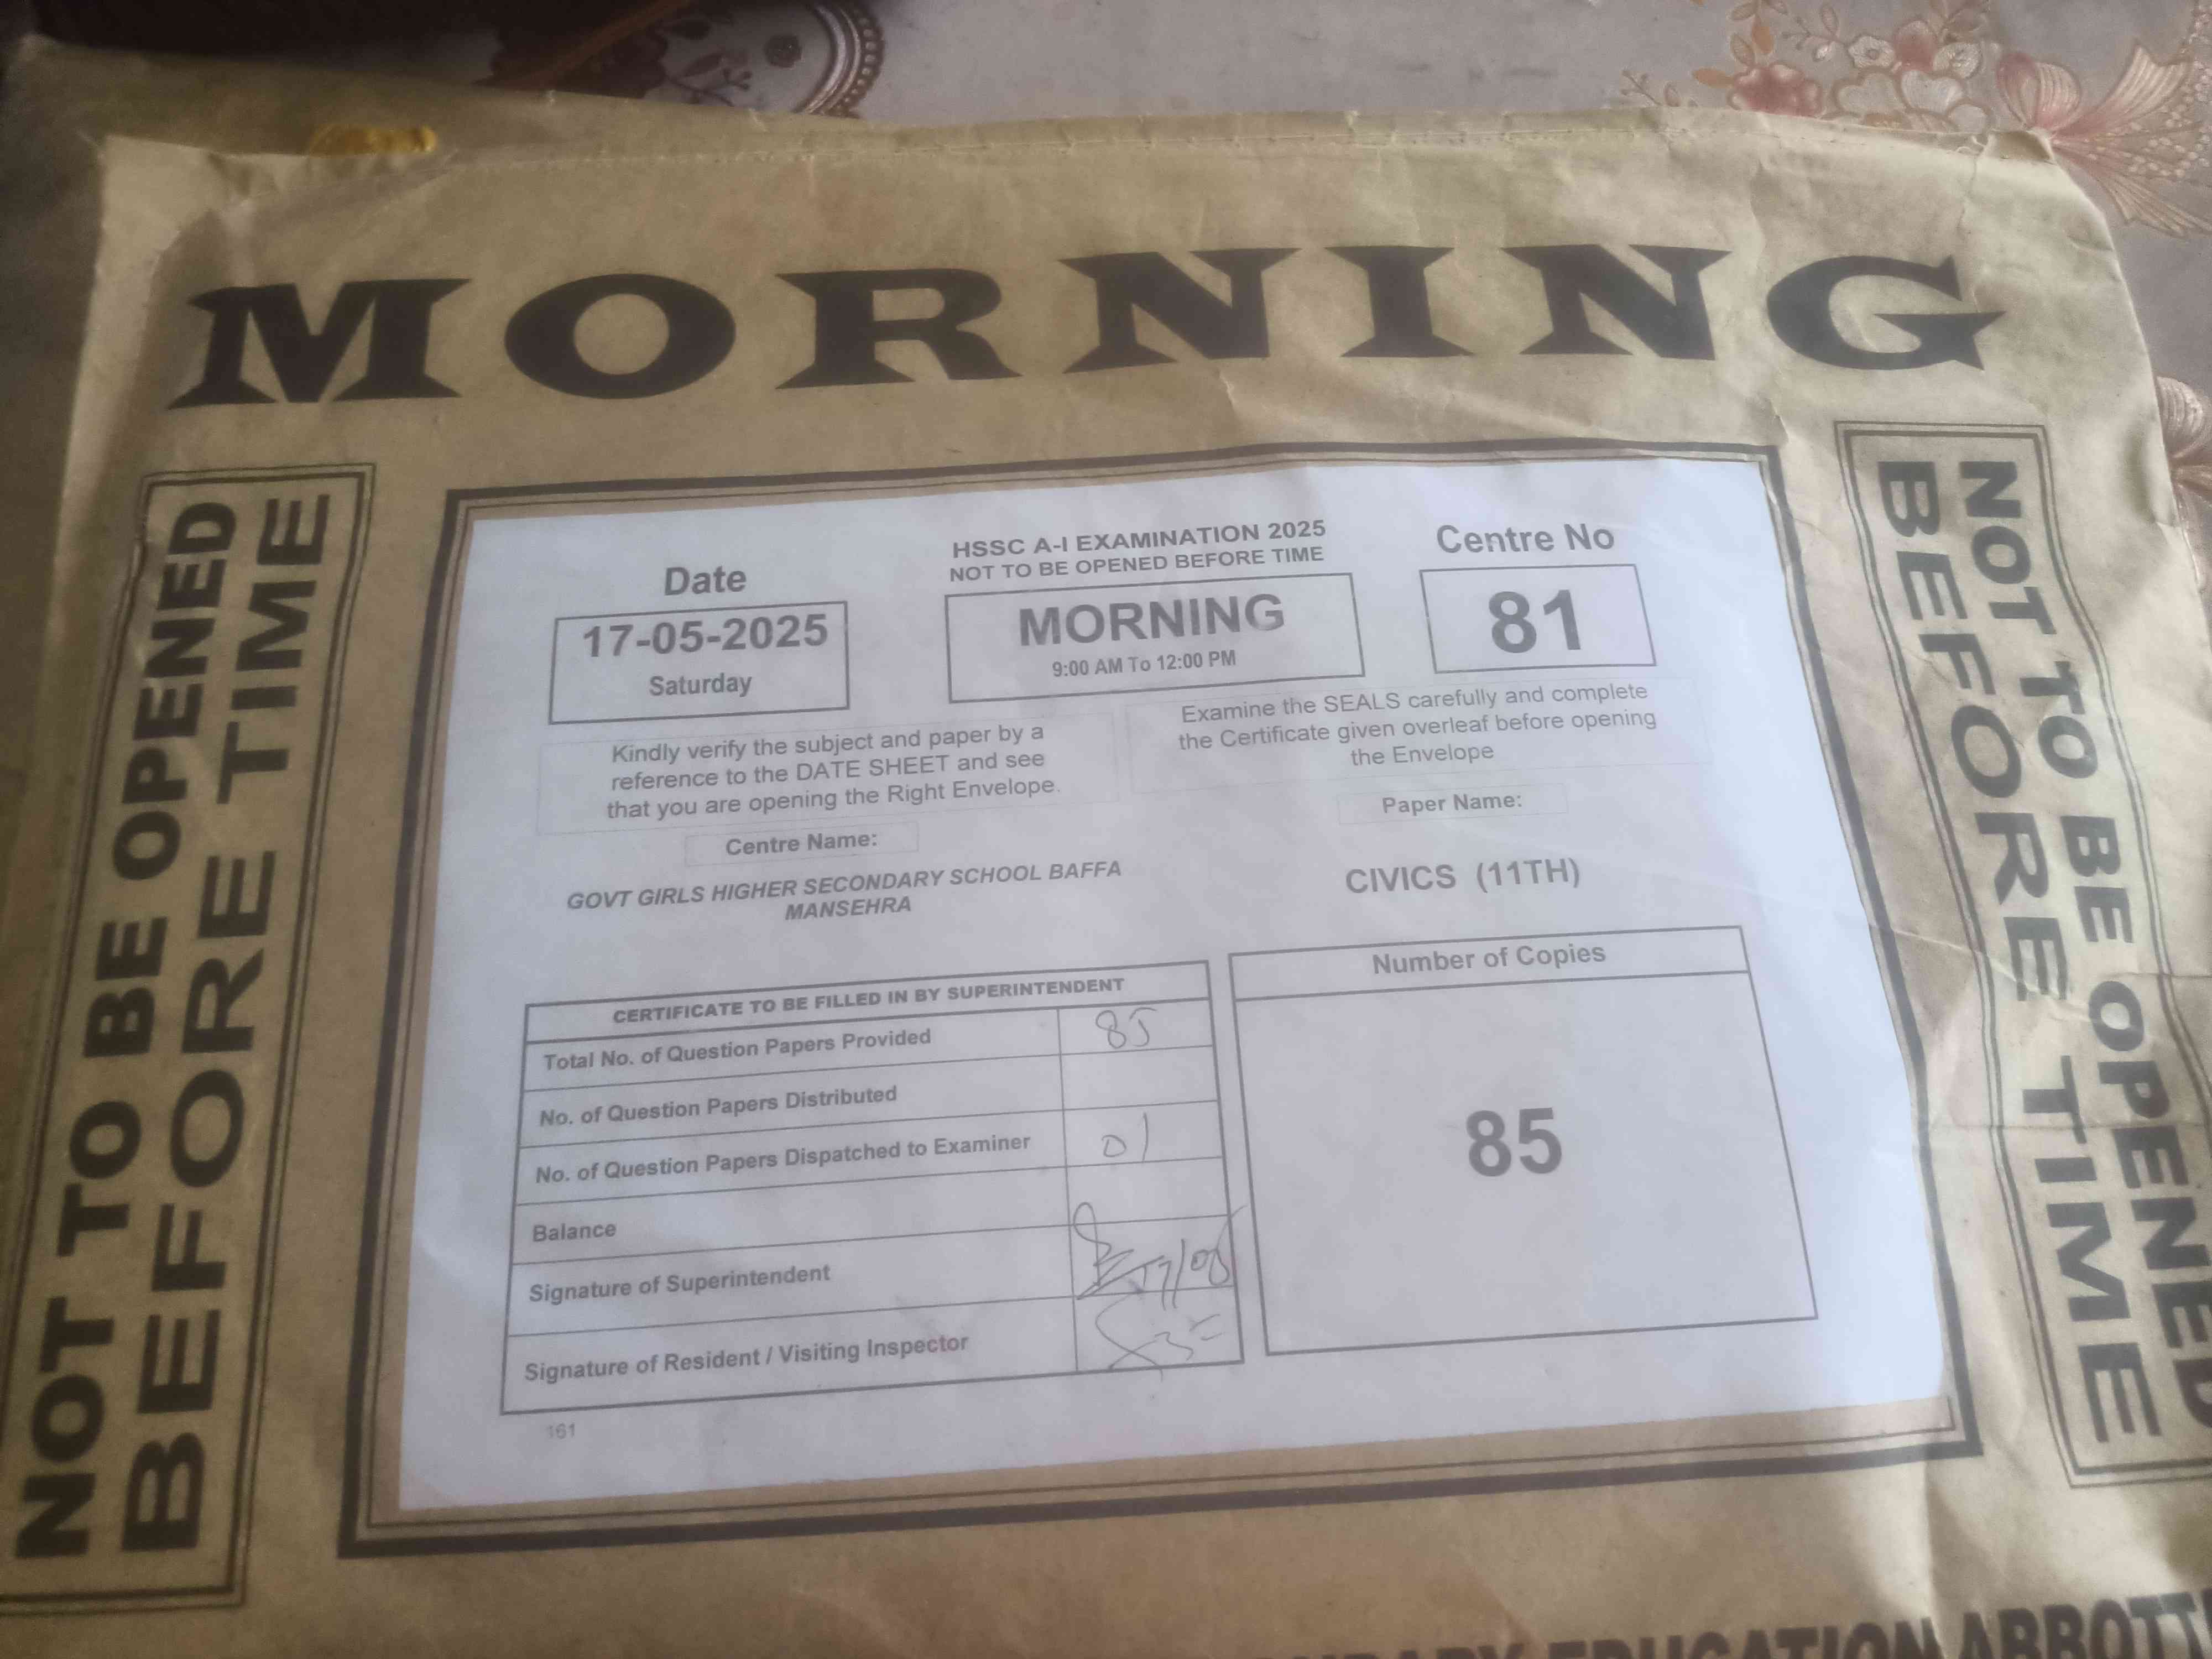 MORNING
NOT TO BE OPENED
BEFORE TIME
NOT TO BE OPENED
BEFORE TIME
HSSC A-I EXAMINATION 2025
NOT TO BE OPENED BEFORE TIME
Date
17-05-2025
Saturday
MORNING
9:00 AM To 12:00 PM
Centre No
81
Kindly verify the subject and paper by a
reference to the DATE SHEET and see
that you are opening the Right Envelope.
Examine the SEALS carefully and complete
the Certificate given overleaf before opening
the Envelope
Centre Name:
GOVT GIRLS HIGHER SECONDARY SCHOOL BAFFA
MANSEHRA
Paper Name:
CIVICS (11TH)
CERTIFICATE TO BE FILLED IN BY SUPERINTENDENT
Total No. of Question Papers Provided 85
No. of Question Papers Distributed
No. of Question Papers Dispatched to Examiner 01
Balance
Signature of Superintendent 17/05
Signature of Resident / Visiting Inspector
Number of Copies
85
161
EDUCATION ABBOTT